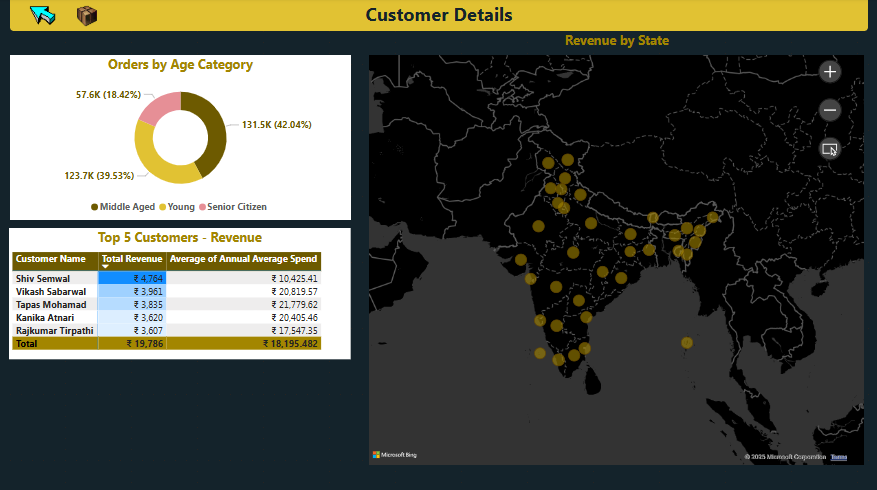 Customer Details
Revenue by State
Orders by Age Category
57.6K (18.42%)
131.5K (42.04%)
123.7K (39.53%)
Middle Aged Young Senior Citizen
Top 5 Customers - Revenue
Customer Name Total Revenue Average of Annual Average Spend
Shiv Semwal ₹ 4,764 ₹ 10,425.41
Vikash Sabarwal ₹ 3,961 ₹ 20,819.57
Tapas Mohamad ₹ 3,835 ₹ 21,779.62
Kanika Atnari ₹ 3,620 ₹ 20,405.46
Rajkumar Tirpathi ₹ 3,607 ₹ 17,547.35
Total ₹ 19,786 ₹ 18,195.482
Microsoft Bing
© 2025 Microsoft Corporation Terms